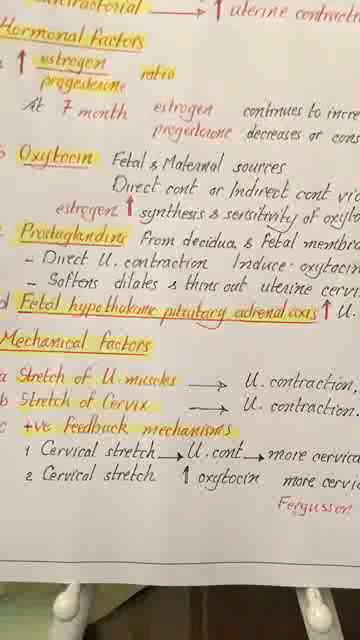 → ↑ uterine contracti
Hormonal Factors
↑ estrogen
progesterone ratio
At 7 month estrogen continues to incre
progesterone decreases or cons
Oxytocin Fetal & Maternal sources
Direct cont or Indirect cont via
estrogen ↑ synthesis & sensitivity of oxyto
Prostaglandins From decidua & fetal membra
- Direct U. contraction Induce oxytocin
- Softens dilates & thins out uterine cervi
d Fetal hypothalamic pituitary adrenal axis ↑ U.
Mechanical factors
a Stretch of U. muscles → U. contraction,
b Stretch of Cervix → U. contraction.
c +ve feedback mechanisms
1 Cervical stretch → U. cont → more cervica
2 Cervical stretch ↑ oxytocin more cervic
Fergusson